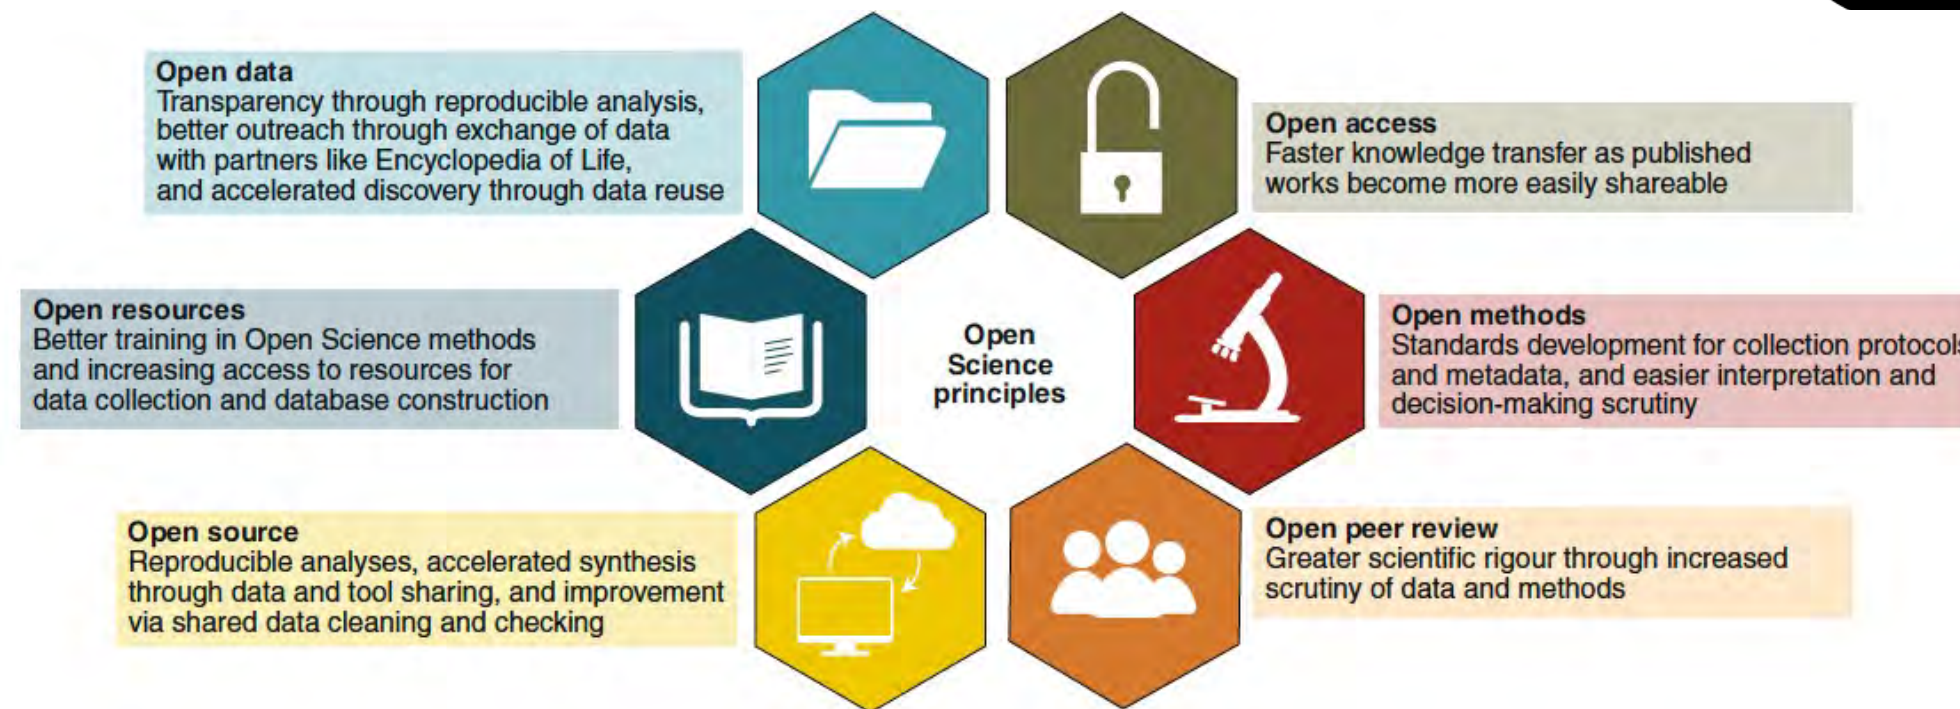 Open data
Transparency through reproducible analysis,
better outreach through exchange of data
with partners like Encyclopedia of Life,
and accelerated discovery through data reuse
Open access
Faster knowledge transfer as published
works become more easily shareable
Open resources
Better training in Open Science methods
and increasing access to resources for
data collection and database construction
Open
Science
principles
Open methods
Standards development for collection protocols
and metadata, and easier interpretation and
decision-making scrutiny
Open source
Reproducible analyses, accelerated synthesis
through data and tool sharing, and improvement
via shared data cleaning and checking
Open peer review
Greater scientific rigour through increased
scrutiny of data and methods